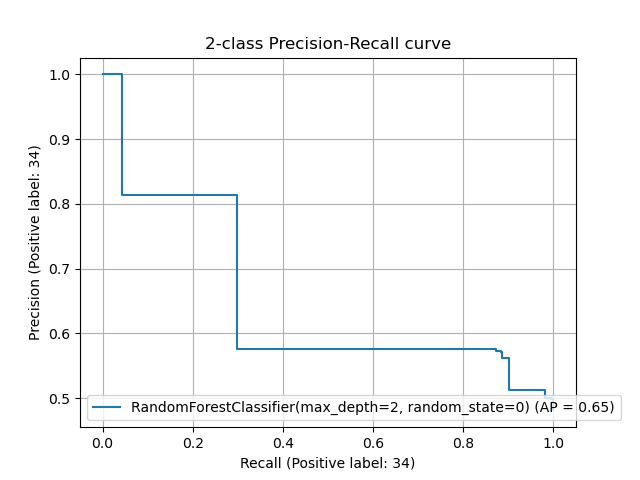 2-class Precision-Recall curve
Precision (Positive label: 34)
1.0
0.9
0.8
0.7
0.6
0.5
RandomForestClassifier(max_depth=2, random_state=0) (AP = 0.65)
0.0 0.2 0.4 0.6 0.8 1.0
Recall (Positive label: 34)